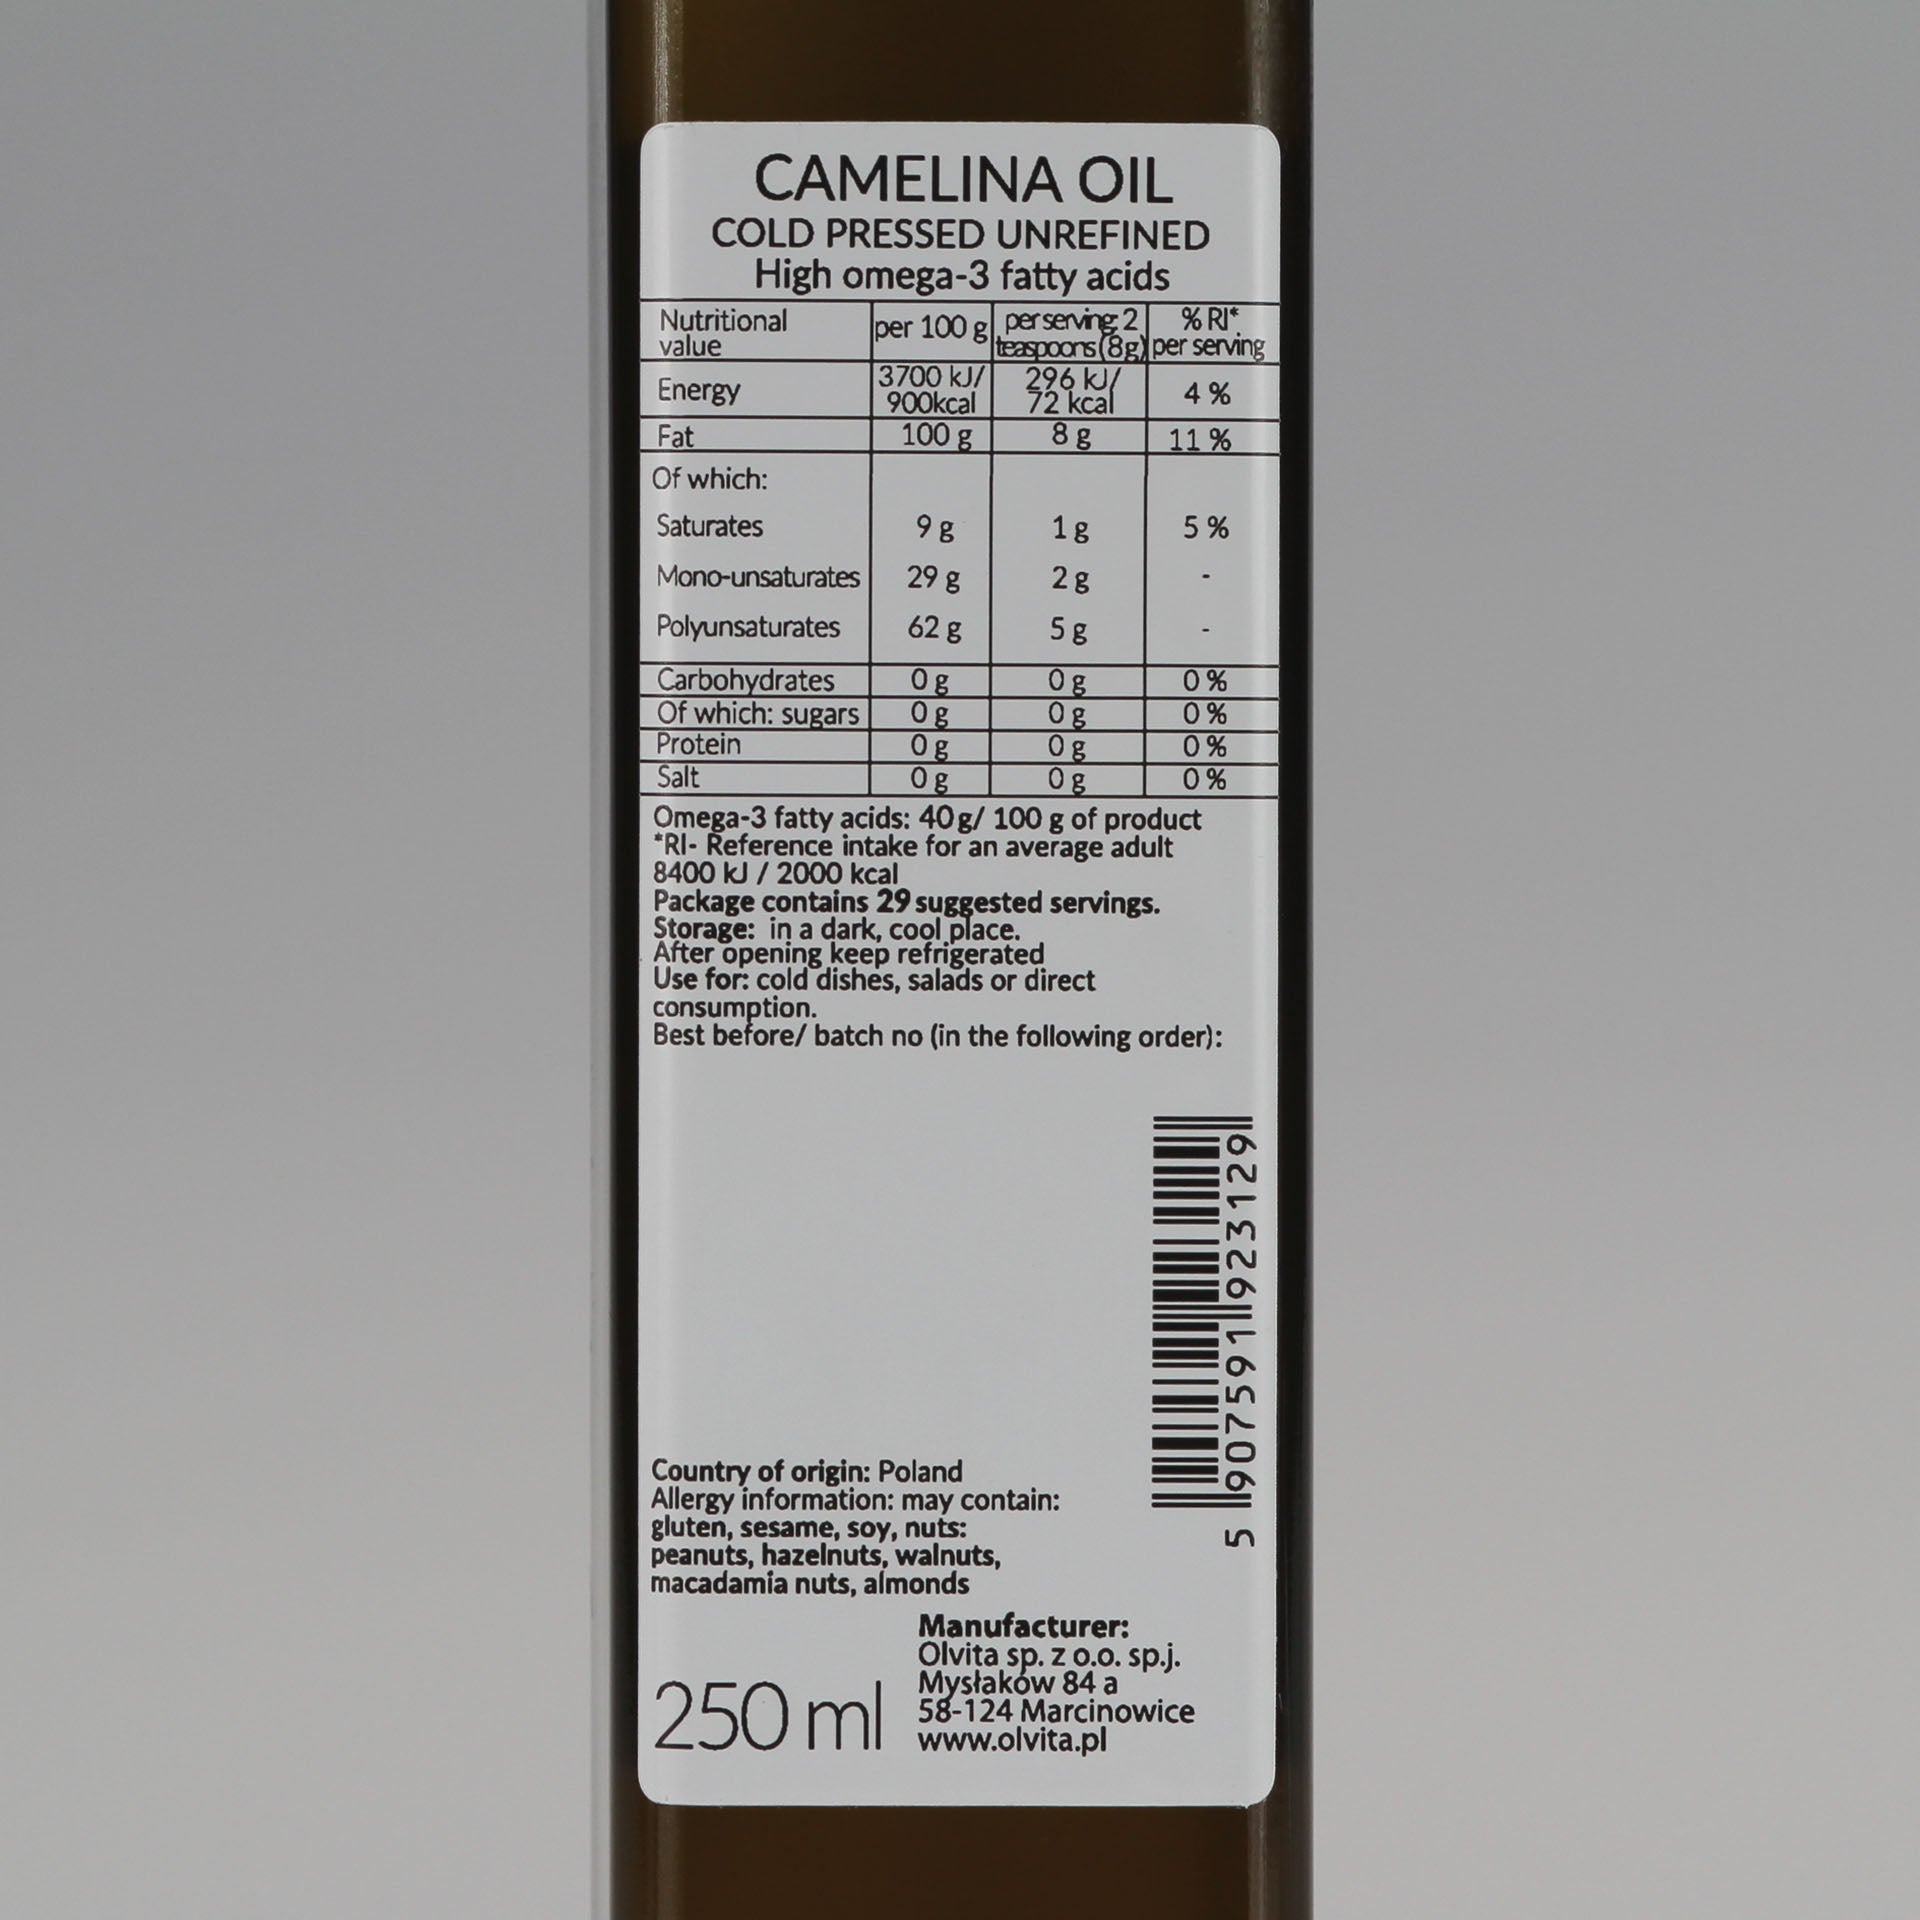 CAMELINA OIL
COLD PRESSED UNREFINED
High omega-3 fatty acids
Nutritional value per 100 g per serving: 2 teaspoons (8g) % RI* per serving
Energy 3700 kJ/ 900kcal 296 kJ/ 72 kcal 4 %
Fat 100 g 8 g 11 %
Of which:
Saturates 9 g 1 g 5 %
Mono-unsaturates 29 g 2 g -
Polyunsaturates 62 g 5 g -
Carbohydrates 0 g 0 g 0 %
Of which: sugars 0 g 0 g 0 %
Protein 0 g 0 g 0 %
Salt 0 g 0 g 0 %
Omega-3 fatty acids: 40 g/ 100 g of product
*RI- Reference intake for an average adult
8400 kJ / 2000 kcal
Package contains 29 suggested servings.
Storage: in a dark, cool place.
After opening keep refrigerated
Use for: cold dishes, salads or direct
consumption.
Best before/ batch no (in the following order):
5 907591 923129
Country of origin: Poland
Allergy information: may contain:
gluten, sesame, soy, nuts:
peanuts, hazelnuts, walnuts,
macadamia nuts, almonds
250 ml
Manufacturer:
Olvita sp. z o.o. sp.j.
Mysłaków 84 a
58-124 Marcinowice
www.olvita.pl